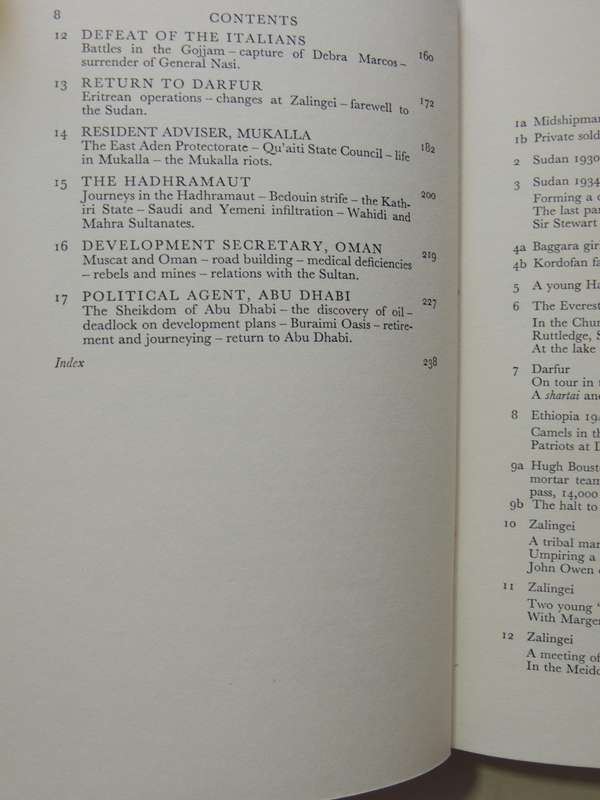 8 CONTENTS
12 DEFEAT OF THE ITALIANS
Battles in the Gojjam – capture of Debra Marcos – 160
surrender of General Nasi.
13 RETURN TO DARFUR
Eritrean operations – changes at Zalingei – farewell to 172
the Sudan.
14 RESIDENT ADVISER, MUKALLA
The East Aden Protectorate – Qu'aiti State Council – life 182
in Mukalla – the Mukalla riots.
15 THE HADHRAMAUT
Journeys in the Hadhramaut – Bedouin strife – the Kath- 200
iri State – Saudi and Yemeni infiltration – Wahidi and
Mahra Sultanates.
16 DEVELOPMENT SECRETARY, OMAN
Muscat and Oman – road building – medical deficiencies 219
– rebels and mines – relations with the Sultan.
17 POLITICAL AGENT, ABU DHABI
The Sheikdom of Abu Dhabi – the discovery of oil – 227
deadlock on development plans – Buraimi Oasis – retire-
ment and journeying – return to Abu Dhabi.
Index 238
1a Midshipman
1b Private sold
2 Sudan 1930
3 Sudan 1934
Forming a c
The last par
Sir Stewart
4a Baggara gir
4b Kordofan fa
5 A young Ha
6 The Everest
In the Chur
Ruttledge, S
At the lake
7 Darfur
On tour in t
A shartai and
8 Ethiopia 194
Camels in th
Patriots at D
9a Hugh Boust
mortar team
pass, 14,000
9b The halt to
10 Zalingei
A tribal mar
Umpiring a
John Owen
11 Zalingei
Two young '
With Marger
12 Zalingei
A meeting of
In the Meido